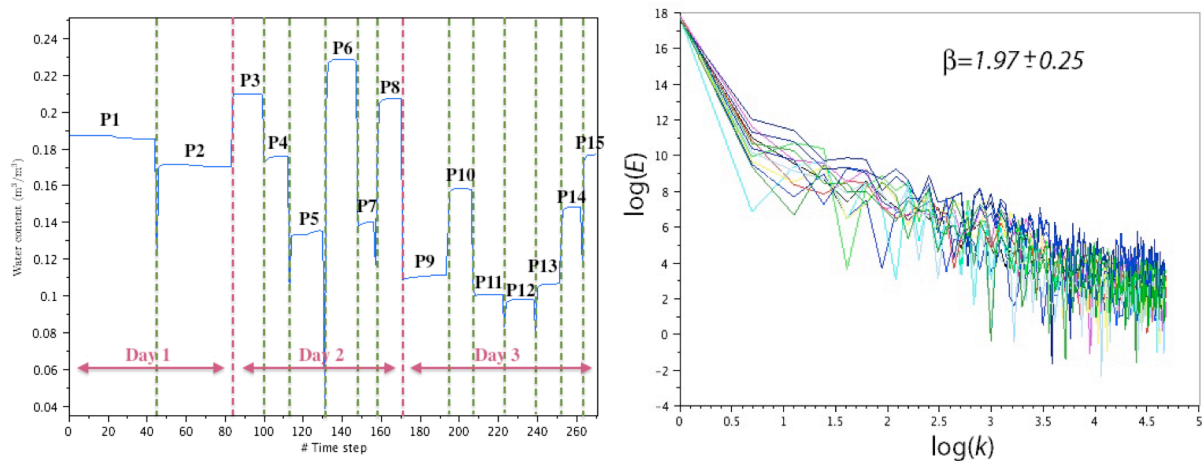 0.24
0.22
0.2
0.18
0.16
0.14
0.12
0.1
0.08
0.06
0.04
Water content (m³/m³)
P1
P2
P3
P4
P5
P6
P7
P8
P9
P10
P11
P12
P13
P14
P15
Day 1
Day 2
Day 3
0 20 40 60 80 100 120 140 160 180 200 220 240 260
# Time step
18
16
14
12
10
8
6
4
2
0
-2
-4
log(E)
β=1.97±0.25
0 0.5 1 1.5 2 2.5 3 3.5 4 4.5 5
log(k)